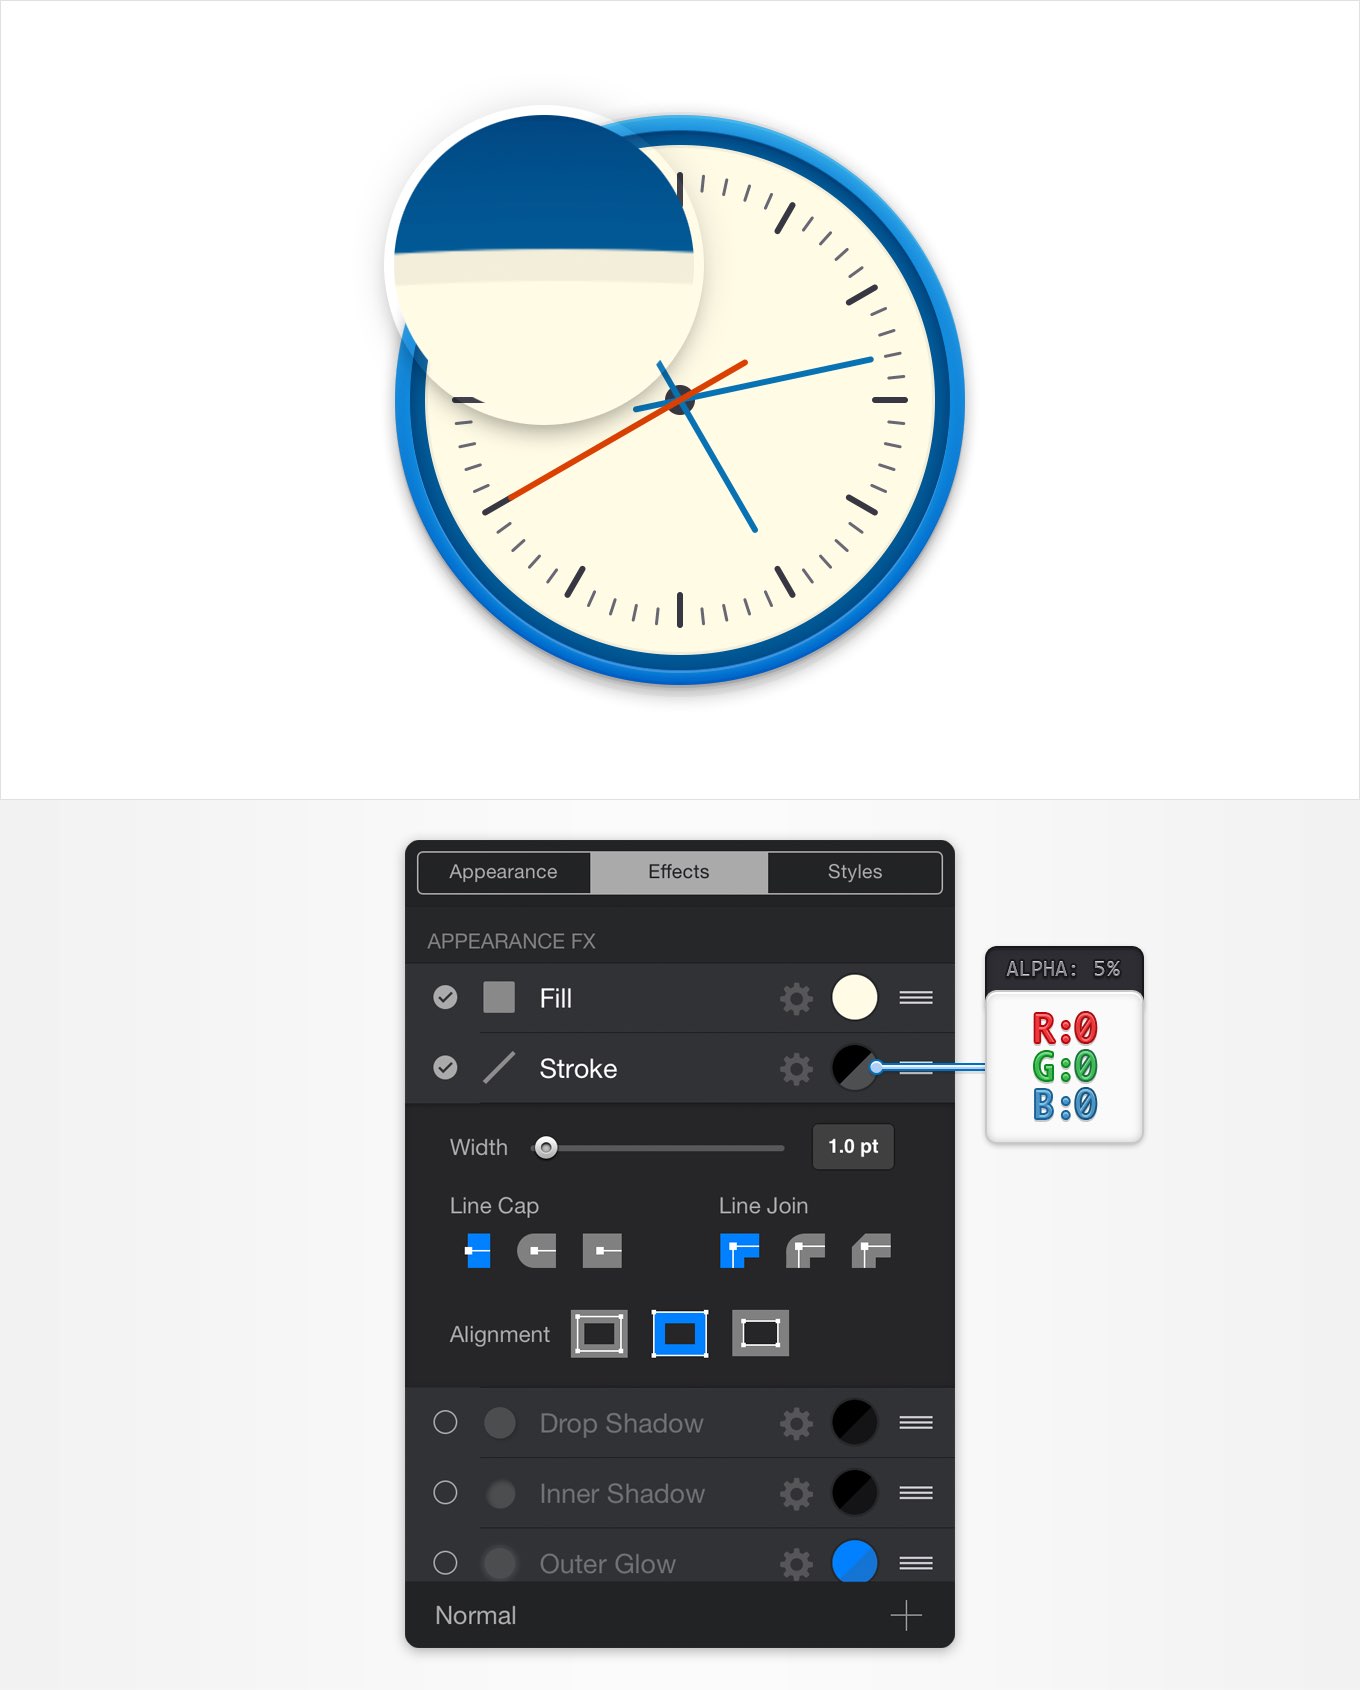 Appearance Effects Styles
APPEARANCE FX
Fill
ALPHA: 5%
R:0
G:0
B:0
Stroke
Width 1.0 pt
Line Cap Line Join
Alignment
Drop Shadow
Inner Shadow
Outer Glow
Normal